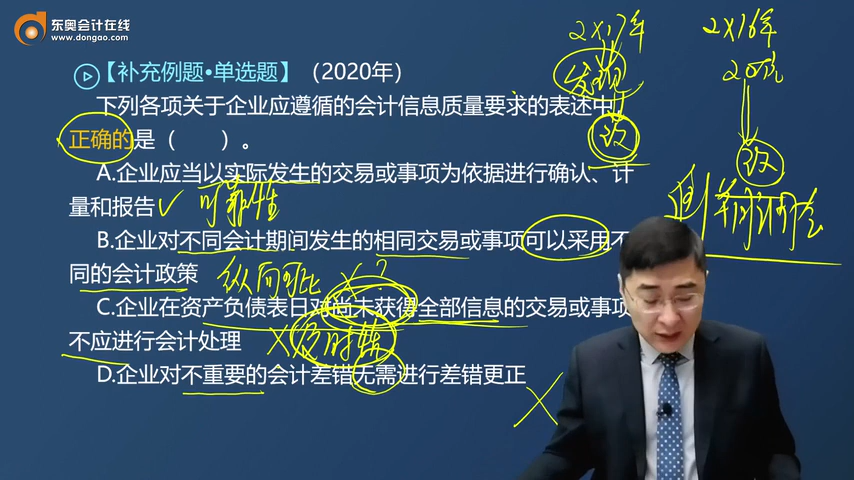 东奥会计在线
www.dongao.com
【补充例题•单选题】（2020年）
下列各项关于企业应遵循的会计信息质量要求的表述中，
正确的是（　　）。
A.企业应当以实际发生的交易或事项为依据进行确认、计
量和报告
可靠性
B.企业对不同会计期间发生的相同交易或事项可以采用不
同的会计政策
纵向可比
C.企业在资产负债表日对尚未获得全部信息的交易或事项
不应进行会计处理
及时性
D.企业对不重要的会计差错无需进行差错更正
2×17年
发现
改
2×16年
改